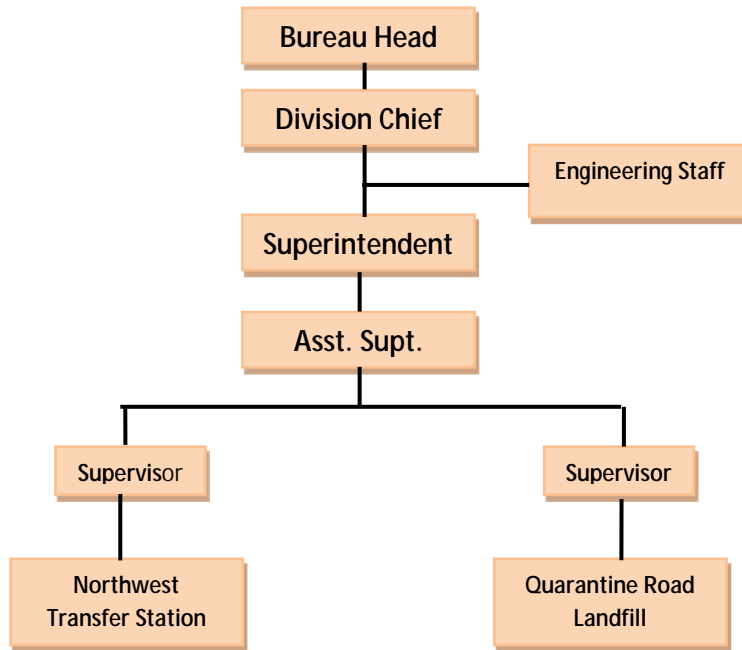 Bureau Head
Division Chief
Engineering Staff
Superintendent
Asst. Supt.
Supervisor
Supervisor
Northwest
Transfer Station
Quarantine Road
Landfill